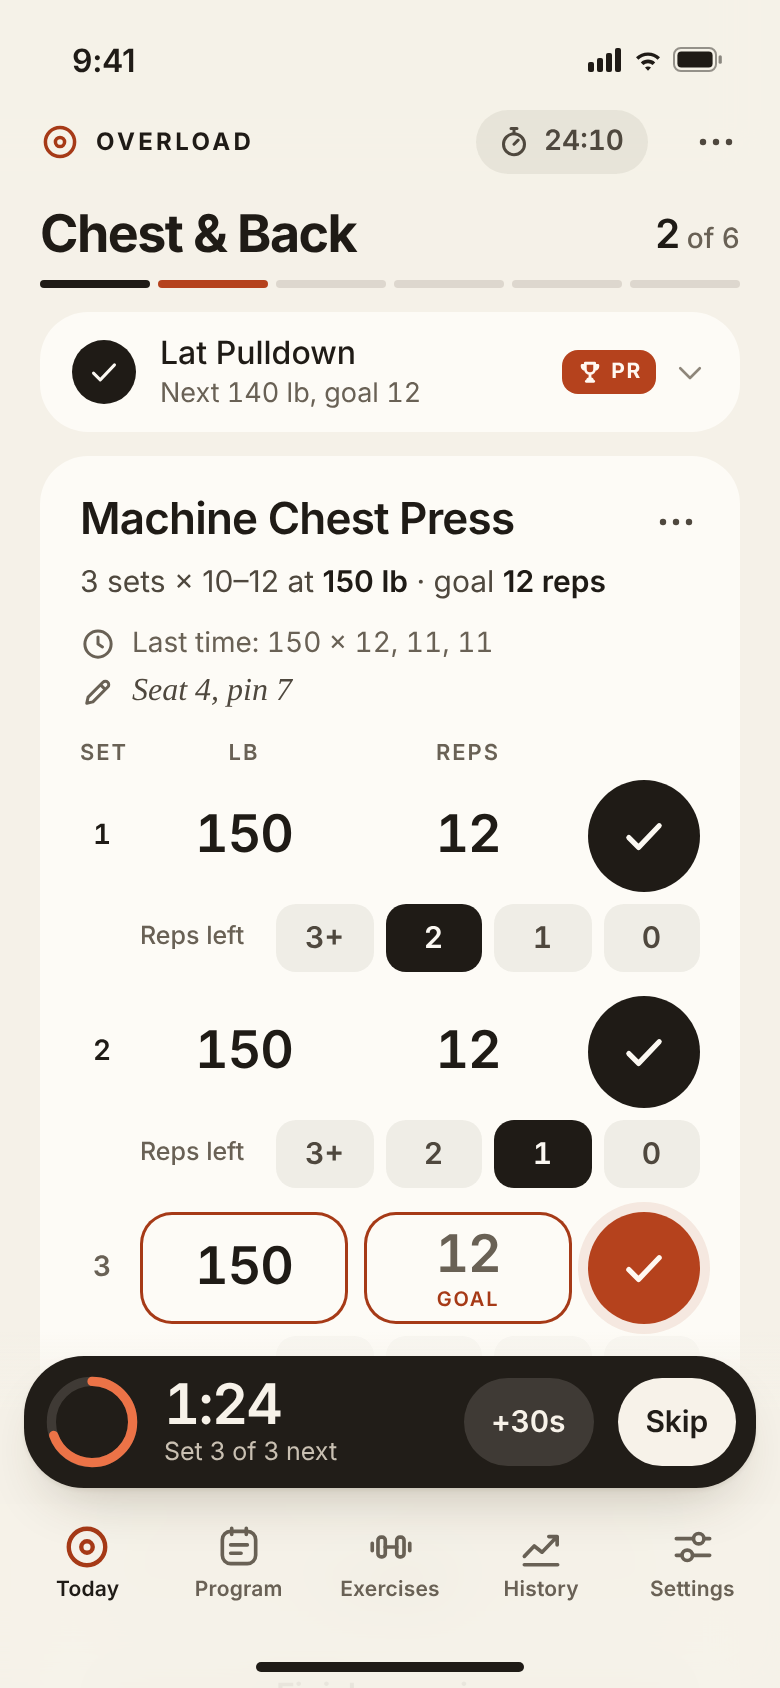 9:41
OVERLOAD
24:10
Chest & Back
2 of 6
Lat Pulldown
Next 140 lb, goal 12
PR
Machine Chest Press
3 sets × 10–12 at 150 lb · goal 12 reps
Last time: 150 × 12, 11, 11
Seat 4, pin 7
SET LB REPS
1 150 12
Reps left 3+ 2 1 0
2 150 12
Reps left 3+ 2 1 0
3 150 12
GOAL
1:24
Set 3 of 3 next
+30s
Skip
Today Program Exercises History Settings